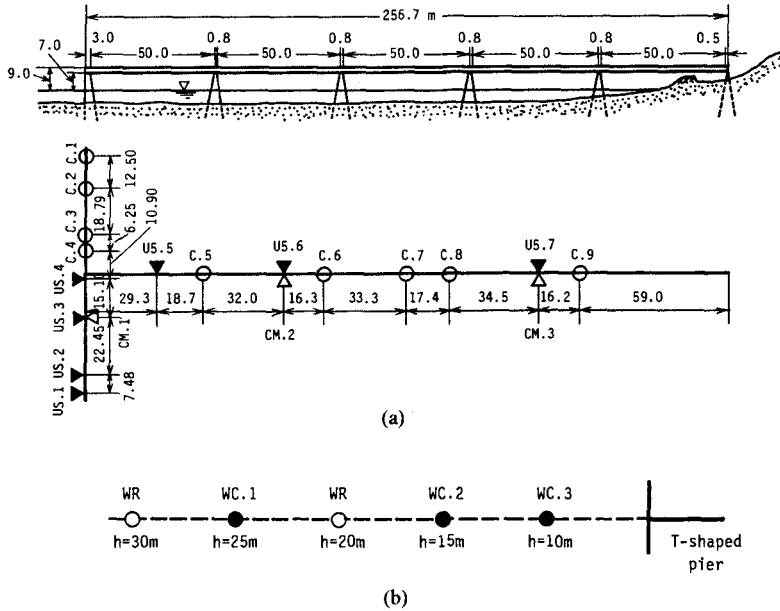 256.7 m
3.0 0.8 0.8 0.8 0.8 0.5
7.0 50.0 50.0 50.0 50.0 50.0
9.0
C.1
C.2
C.3
C.4
12.50
18.79
6.25
10.90
US.4
US.3
US.2
US.1
15.1
22.45
7.48
CM.1
U5.5 C.5 U5.6 C.6 C.7 C.8 U5.7 C.9
29.3 18.7 32.0 16.3 33.3 17.4 34.5 16.2 59.0
CM.2 CM.3
(a)
WR WC.1 WR WC.2 WC.3
h=30m h=25m h=20m h=15m h=10m T-shaped
pier
(b)